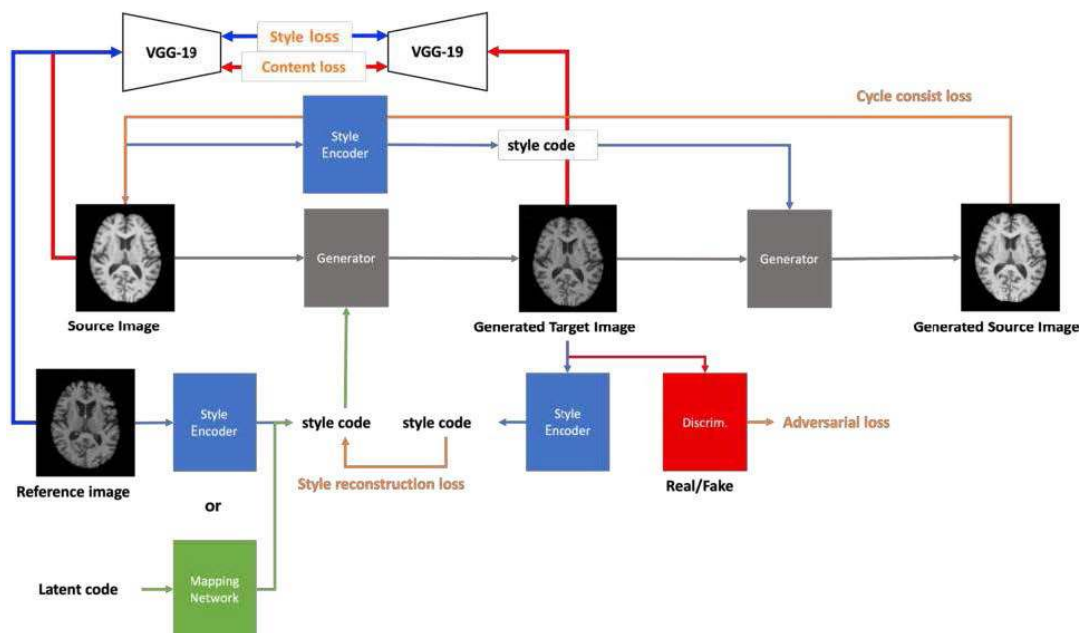 VGG-19
Style loss
VGG-19
Content loss
Cycle consist loss
Style
Encoder
style code
Generator
Generator
Source Image
Generated Target Image
Generated Source Image
Style
Encoder
style code
style code
Style
Encoder
Discrim.
Adversarial loss
Reference image
Style reconstruction loss
Real/Fake
or
Latent code
Mapping
Network